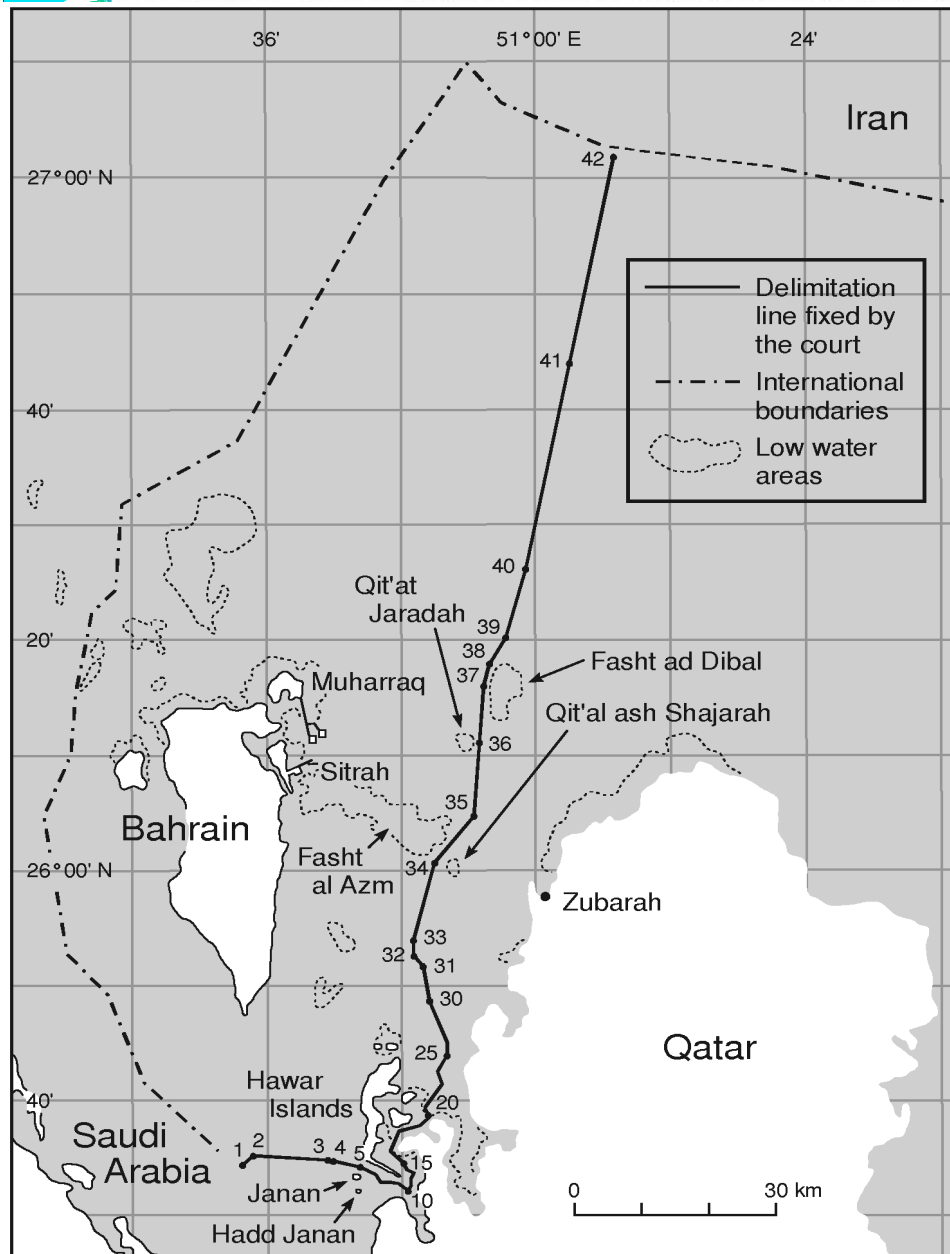 36'
51°00' E
24'
Iran
42
27°00' N
Delimitation
line fixed by
the court
41
International
boundaries
40'
Low water
areas
40
Qit'at
Jaradah
39
20'
38
Fasht ad Dibal
37
Muharraq
Qit'al ash Shajarah
36
Sitrah
35
Bahrain
Fasht
al Azm
34
26°00' N
Zubarah
33
32
31
30
25
Qatar
Hawar
Islands
40'
20
Saudi
Arabia
1
2
3
4
5
15
10
Janan
Hadd Janan
0
30 km